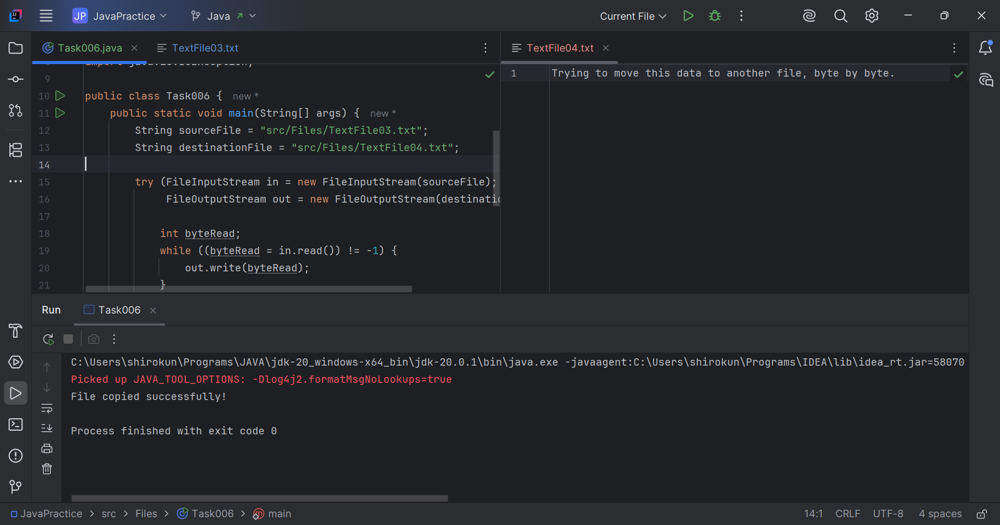 JP JavaPractice Java Current File
Task006.java TextFile03.txt TextFile04.txt
import java.io.IOException;
9
10 public class Task006 { new *
11 public static void main(String[] args) { new *
12 String sourceFile = "src/Files/TextFile03.txt";
13 String destinationFile = "src/Files/TextFile04.txt";
14
15 try (FileInputStream in = new FileInputStream(sourceFile);
16 FileOutputStream out = new FileOutputStream(destinatio
17
18 int byteRead;
19 while ((byteRead = in.read()) != -1) {
20 out.write(byteRead);
21 }
1 Trying to move this data to another file, byte by byte.
Run Task006
C:\Users\shirokun\Programs\JAVA\jdk-20_windows-x64_bin\jdk-20.0.1\bin\java.exe -javaagent:C:\Users\shirokun\Programs\IDEA\lib\idea_rt.jar=58070
Picked up JAVA_TOOL_OPTIONS: -Dlog4j2.formatMsgNoLookups=true
File copied successfully!
Process finished with exit code 0
JavaPractice > src > Files > Task006 > main 14:1 CRLF UTF-8 4 spaces